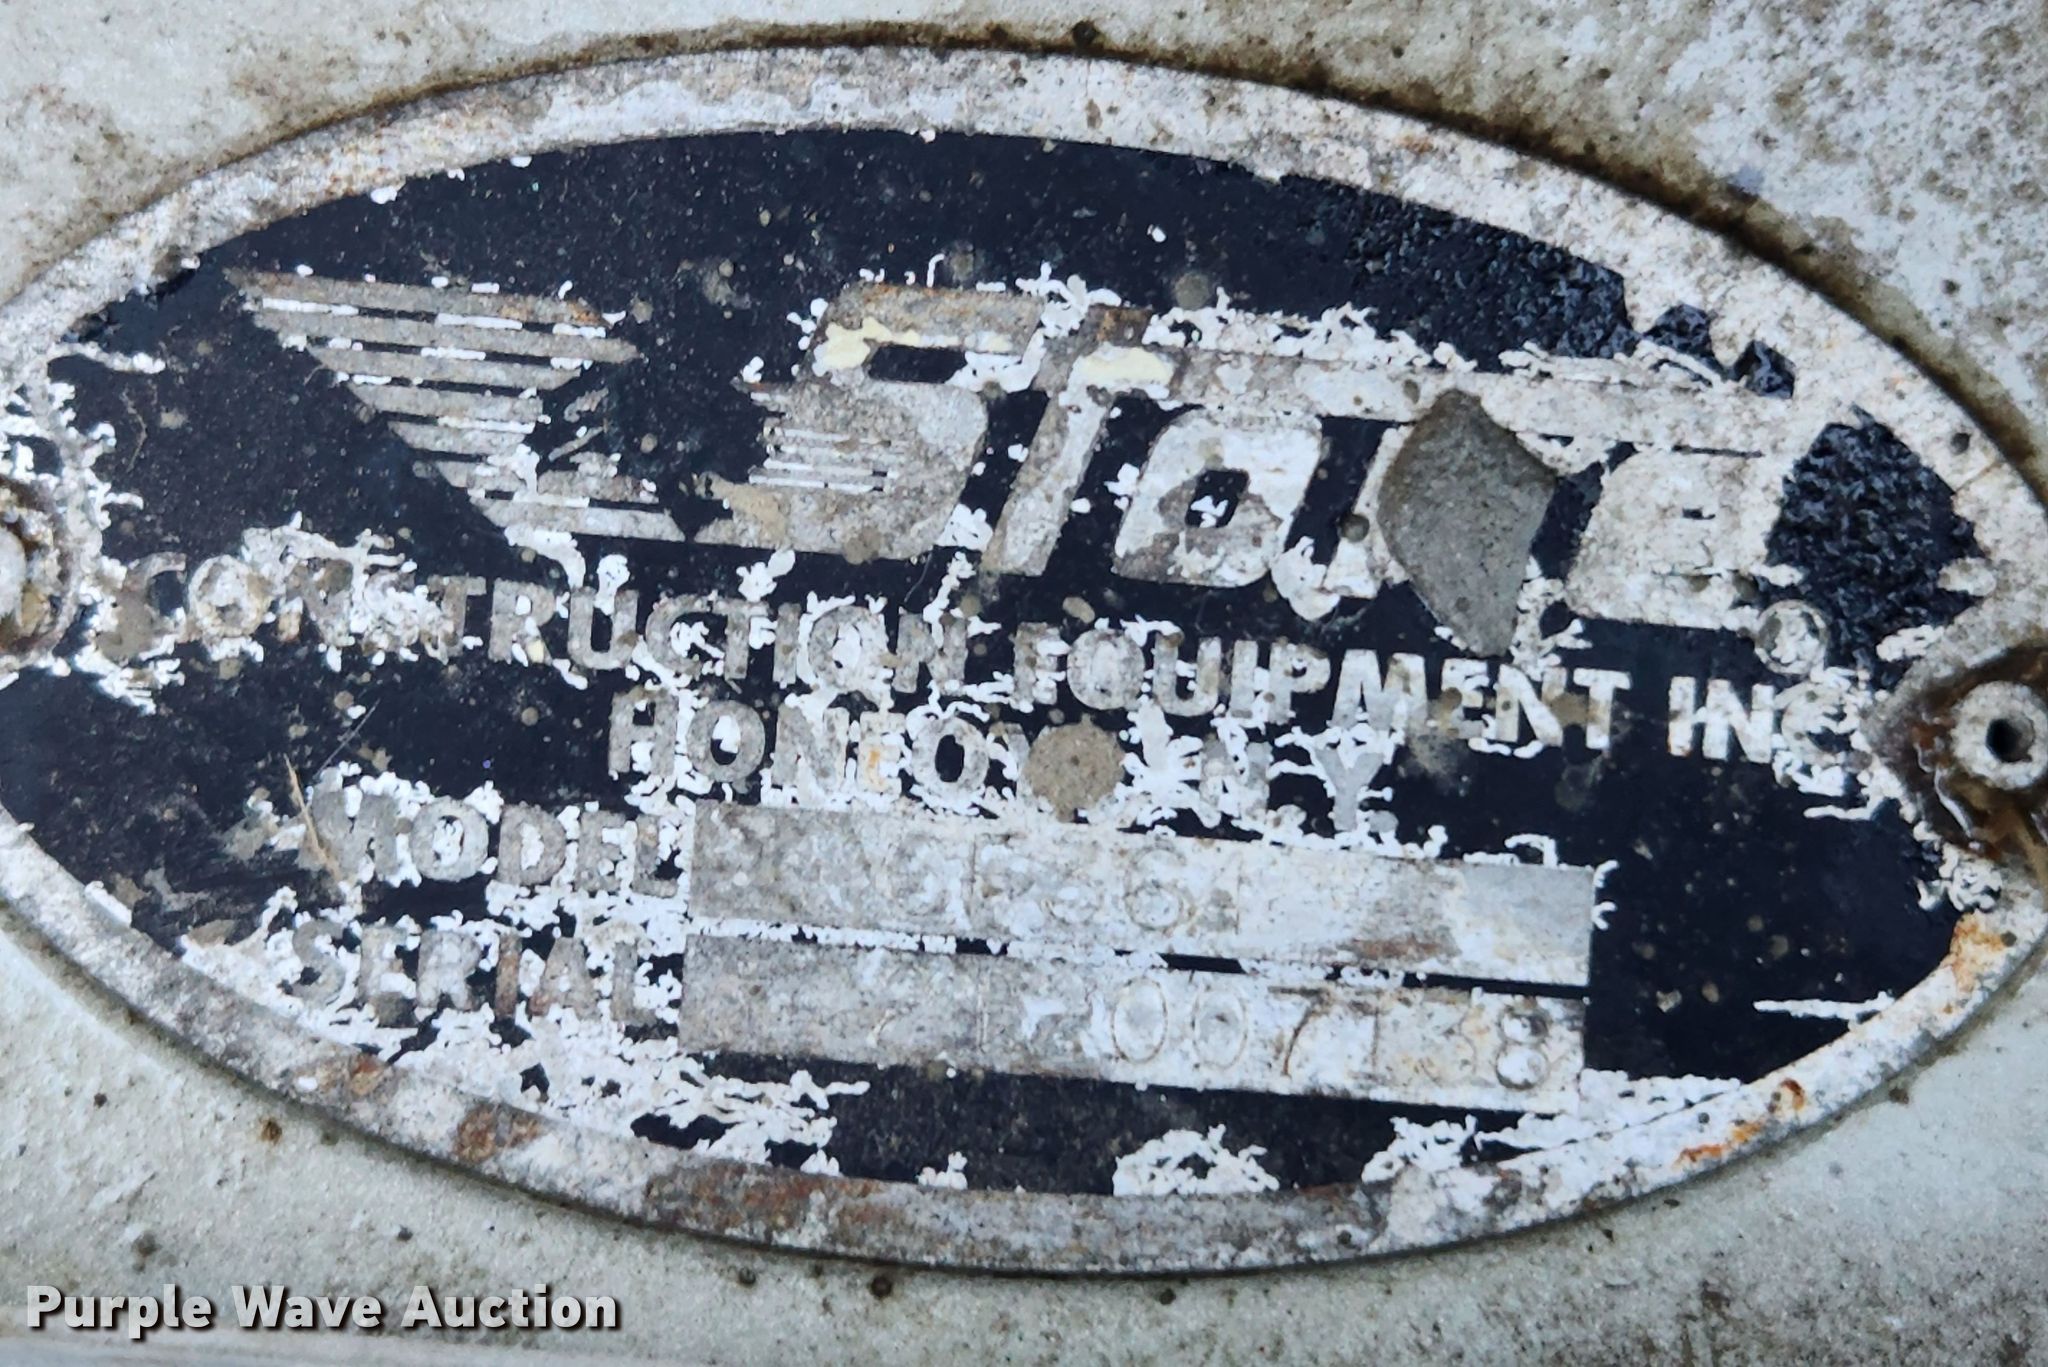 Stone
CONSTRUCTION EQUIPMENT INC
HONEOYE N.Y.
MODEL
SERIAL
Purple Wave Auction